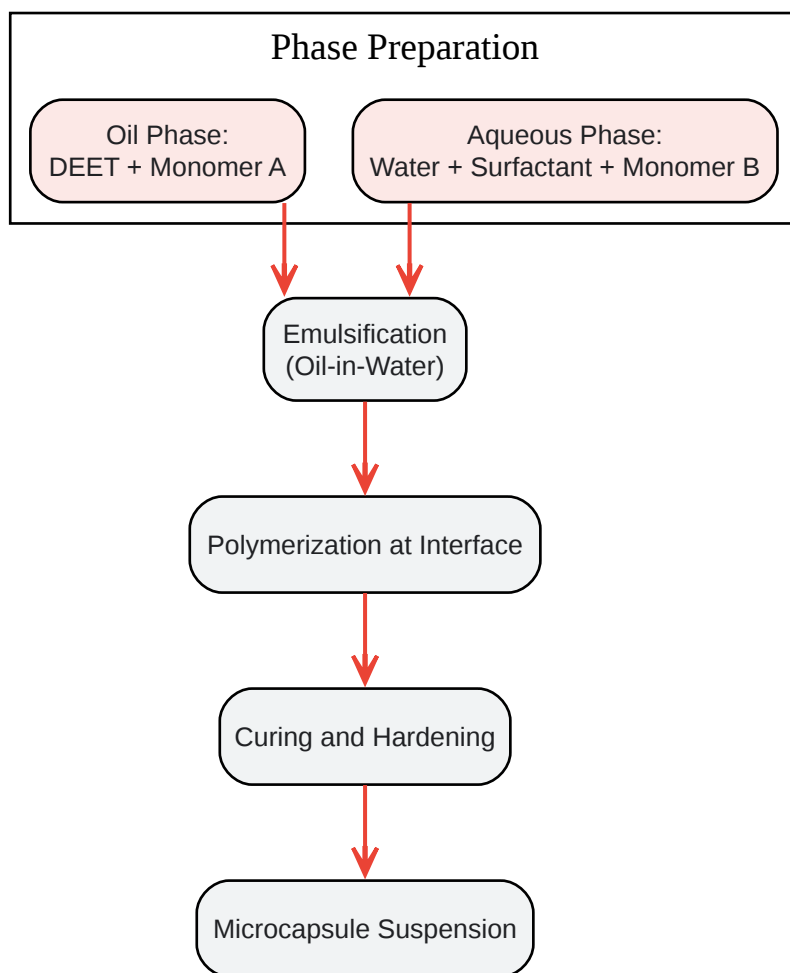 Phase Preparation
Oil Phase:
DEET + Monomer A
Aqueous Phase:
Water + Surfactant + Monomer B
Emulsification
(Oil-in-Water)
Polymerization at Interface
Curing and Hardening
Microcapsule Suspension